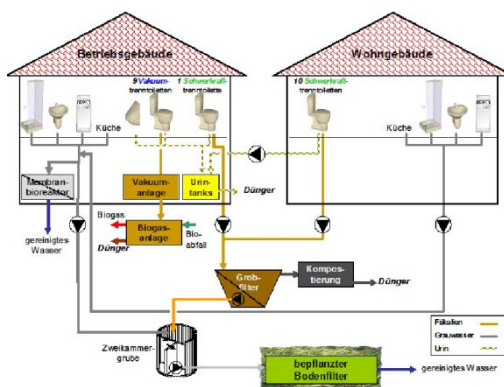 Betriebsgebäude
Wohngebäude
9 Vakuum-
trenntoiletten
1 Schwerkraft-
trenntoilette
10 Schwerkraft-
trenntoiletten
Küche
Küche
Membran-
bioreaktor
Vakuum-
anlage
Urin-
tanks
Dünger
gereinigtes
Wasser
Biogas
Dünger
Biogas-
anlage
Bio-
abfall
Grob-
filter
Kompos-
tierung
Dünger
Fäkalien
Grauwasser
Urin
Zweikammer-
grube
bepflanzter
Bodenfilter
gereinigtes Wasser